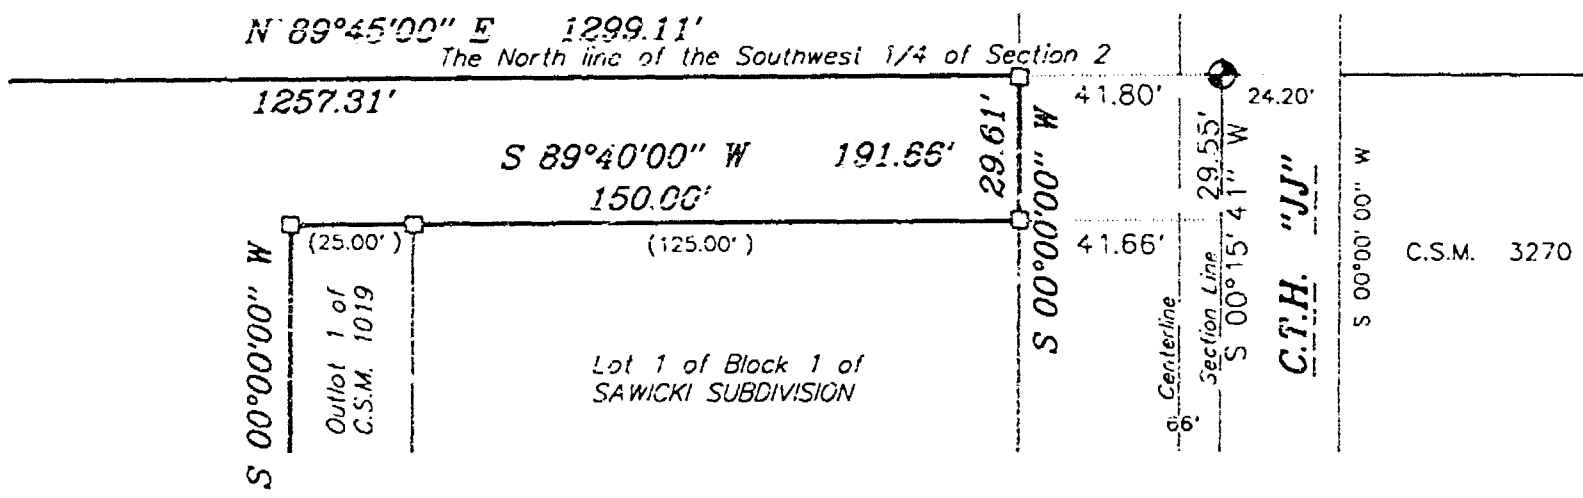 N 89°45'00" E 1299.11'
The North line of the Southwest 1/4 of Section 2
1257.31'
41.80'
24.20'
29.61'
S 00°00'00" W
29.55'
S 00°15'41" W
S 89°40'00" W 191.66'
150.00'
(25.00')
(125.00')
41.66'
C.T.H. "JJ"
S 00°00'00" W
C.S.M. 3270
S 00°00'00" W
Outlot 1 of
C.S.M. 1019
Lot 1 of Block 1 of
SAWICKI SUBDIVISION
Centerline
Section Line
66'